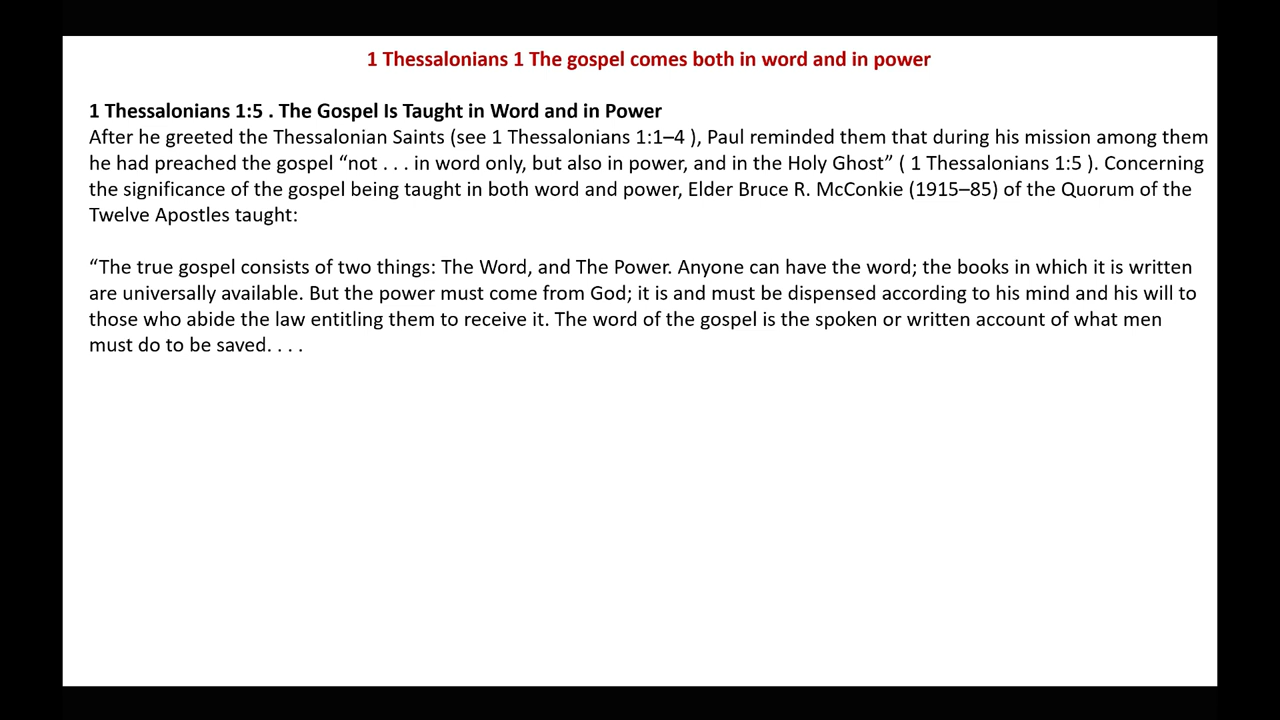 1 Thessalonians 1 The gospel comes both in word and in power
1 Thessalonians 1:5 . The Gospel Is Taught in Word and in Power
After he greeted the Thessalonian Saints (see 1 Thessalonians 1:1–4 ), Paul reminded them that during his mission among them
he had preached the gospel “not . . . in word only, but also in power, and in the Holy Ghost” ( 1 Thessalonians 1:5 ). Concerning
the significance of the gospel being taught in both word and power, Elder Bruce R. McConkie (1915–85) of the Quorum of the
Twelve Apostles taught:
“The true gospel consists of two things: The Word, and The Power. Anyone can have the word; the books in which it is written
are universally available. But the power must come from God; it is and must be dispensed according to his mind and his will to
those who abide the law entitling them to receive it. The word of the gospel is the spoken or written account of what men
must do to be saved. . . .